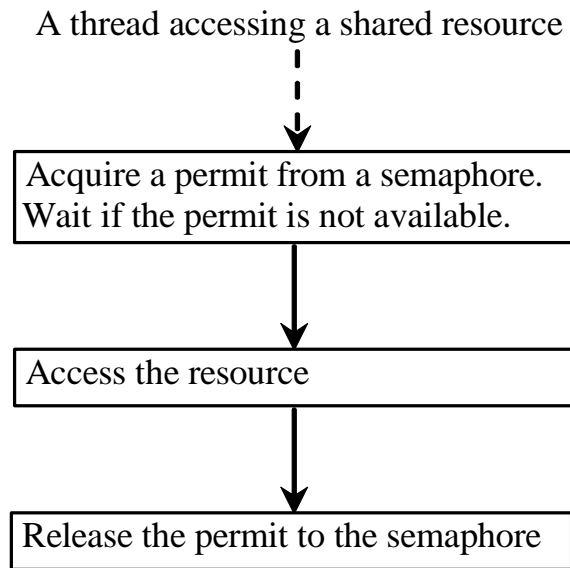 A thread accessing a shared resource
Acquire a permit from a semaphore.
Wait if the permit is not available.
Access the resource
Release the permit to the semaphore